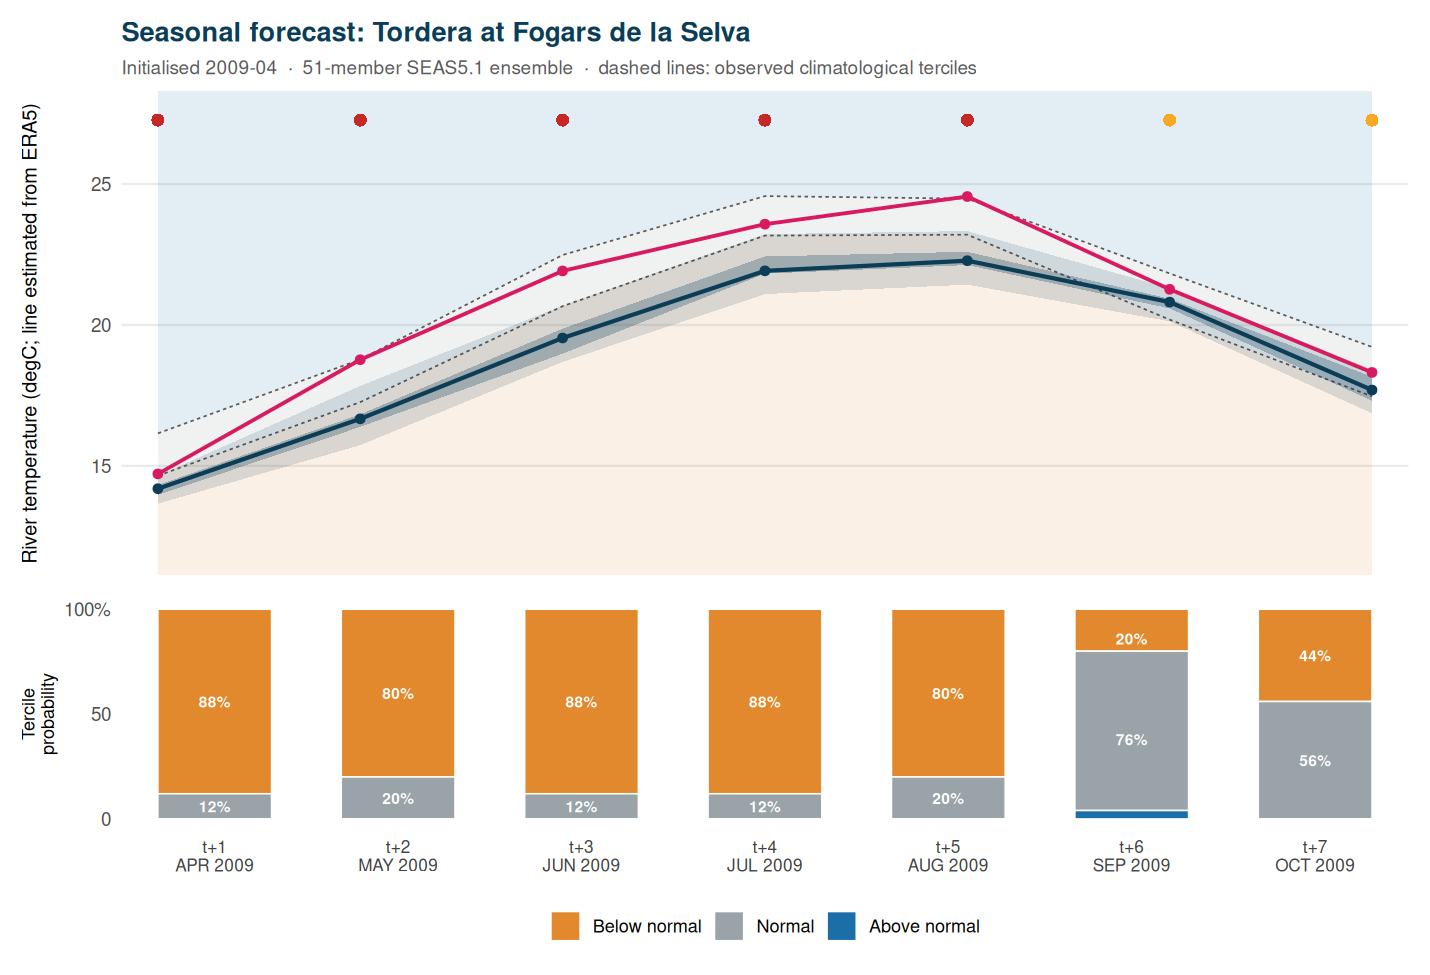 Seasonal forecast: Tordera at Fogars de la Selva
Initialised 2009-04 · 51-member SEAS5.1 ensemble · dashed lines: observed climatological terciles
River temperature (degC; line estimated from ERA5)
25
20
15
Tercile
probability
100%
50
0
88%
80%
88%
88%
80%
20%
44%
76%
56%
12%
20%
12%
12%
20%
t+1
APR 2009
t+2
MAY 2009
t+3
JUN 2009
t+4
JUL 2009
t+5
AUG 2009
t+6
SEP 2009
t+7
OCT 2009
Below normal
Normal
Above normal